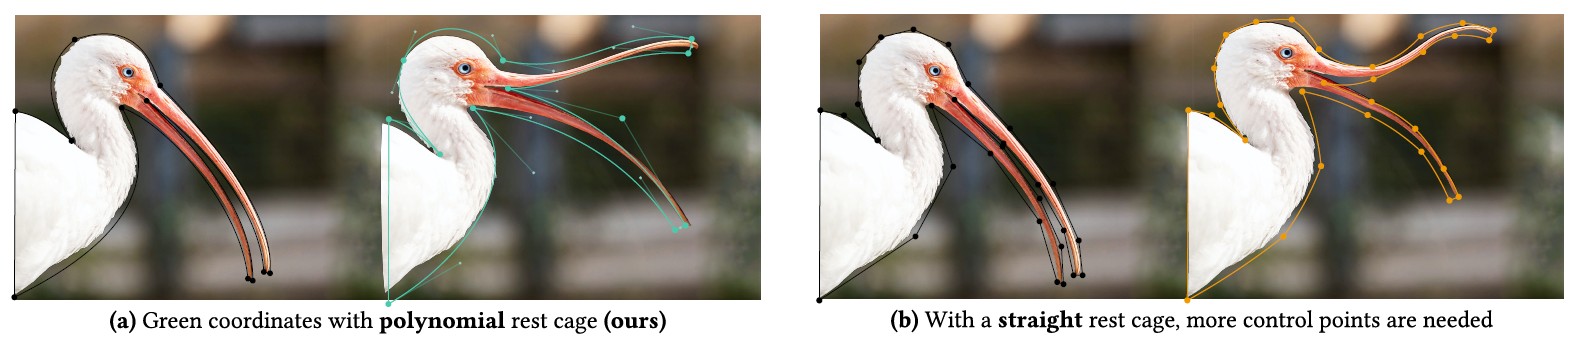 (a) Green coordinates with polynomial rest cage (ours)
(b) With a straight rest cage, more control points are needed